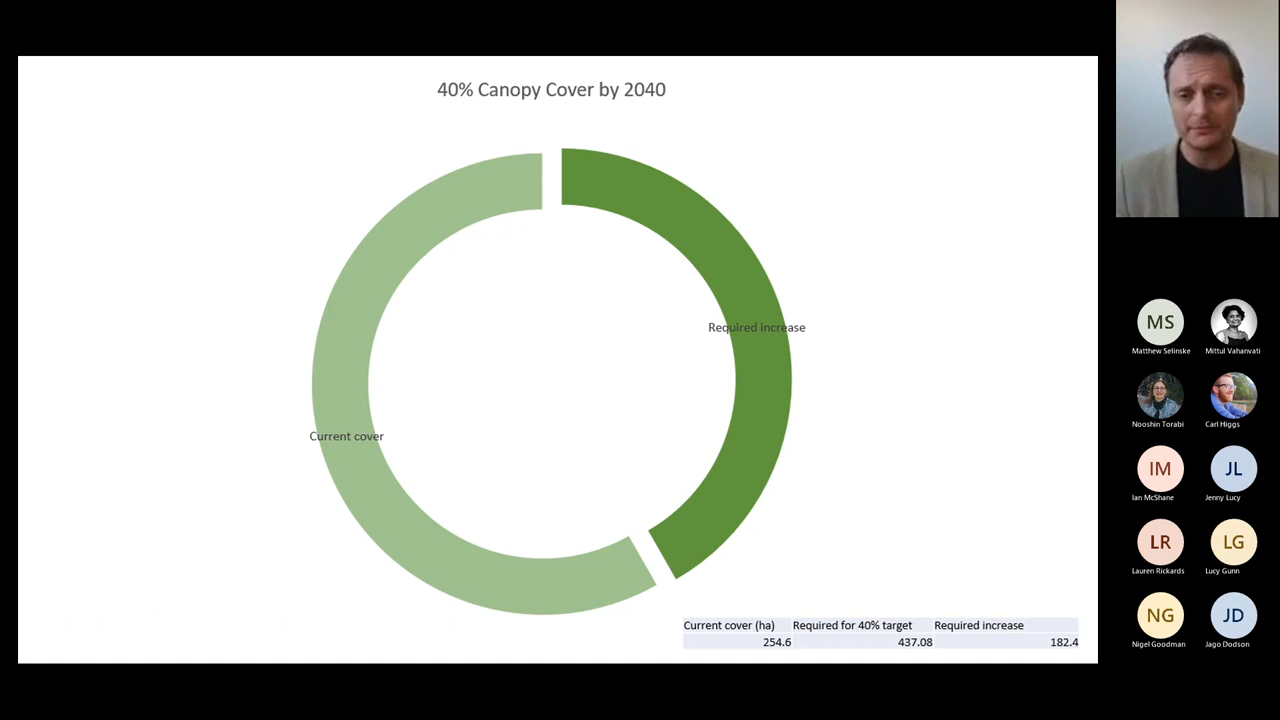 40% Canopy Cover by 2040
Required increase
Current cover
Current cover (ha) Required for 40% target Required increase
254.6 437.08 182.4
MS
Matthew Selinske
Mittul Vahanvati
Nooshin Torabi
Carl Higgs
IM
Ian McShane
JL
Jenny Lucy
LR
Lauren Rickards
LG
Lucy Gunn
NG
Nigel Goodman
JD
Jago Dodson